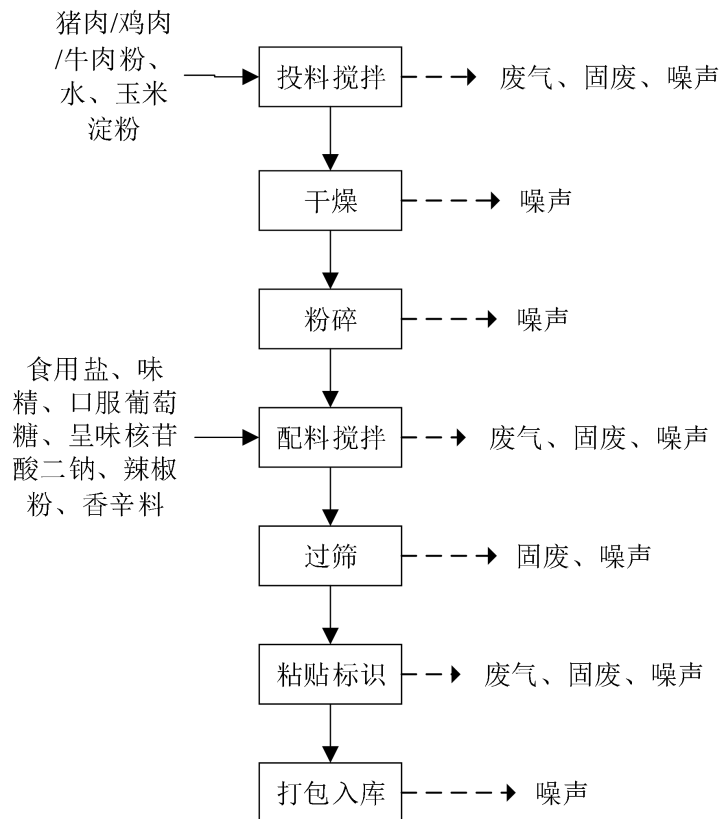 猪肉/鸡肉
/牛肉粉、
水、玉米
淀粉
投料搅拌
废气、固废、噪声
干燥
噪声
粉碎
噪声
食用盐、味
精、口服葡萄
糖、呈味核苷
酸二钠、辣椒
粉、香辛料
配料搅拌
废气、固废、噪声
过筛
固废、噪声
粘贴标识
废气、固废、噪声
打包入库
噪声